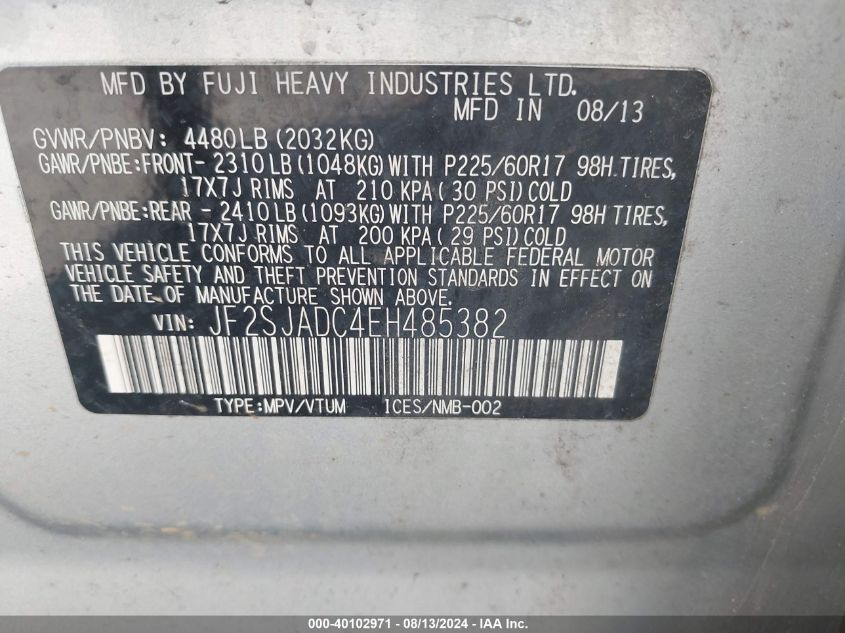 MFD BY FUJI HEAVY INDUSTRIES LTD.
MFD IN 08/13
GVWR/PNBV: 4480LB(2032KG)
GAWR/PNBE:FRONT- 2310LB(1048KG)WITH P225/60R17 98H TIRES,
17X7J RIMS AT 210 KPA(30 PSI)COLD
GAWR/PNBE:REAR - 2410LB(1093KG)WITH P225/60R17 98H TIRES,
17X7J RIMS AT 200 KPA(29 PSI)COLD
THIS VEHICLE CONFORMS TO ALL APPLICABLE FEDERAL MOTOR
VEHICLE SAFETY AND THEFT PREVENTION STANDARDS IN EFFECT ON
THE DATE OF MANUFACTURE SHOWN ABOVE.
VIN: JF2SJADC4EH485382
TYPE:MPV/VTUM ICES/NMB-002
000-40102971 - 08/13/2024 - IAA Inc.